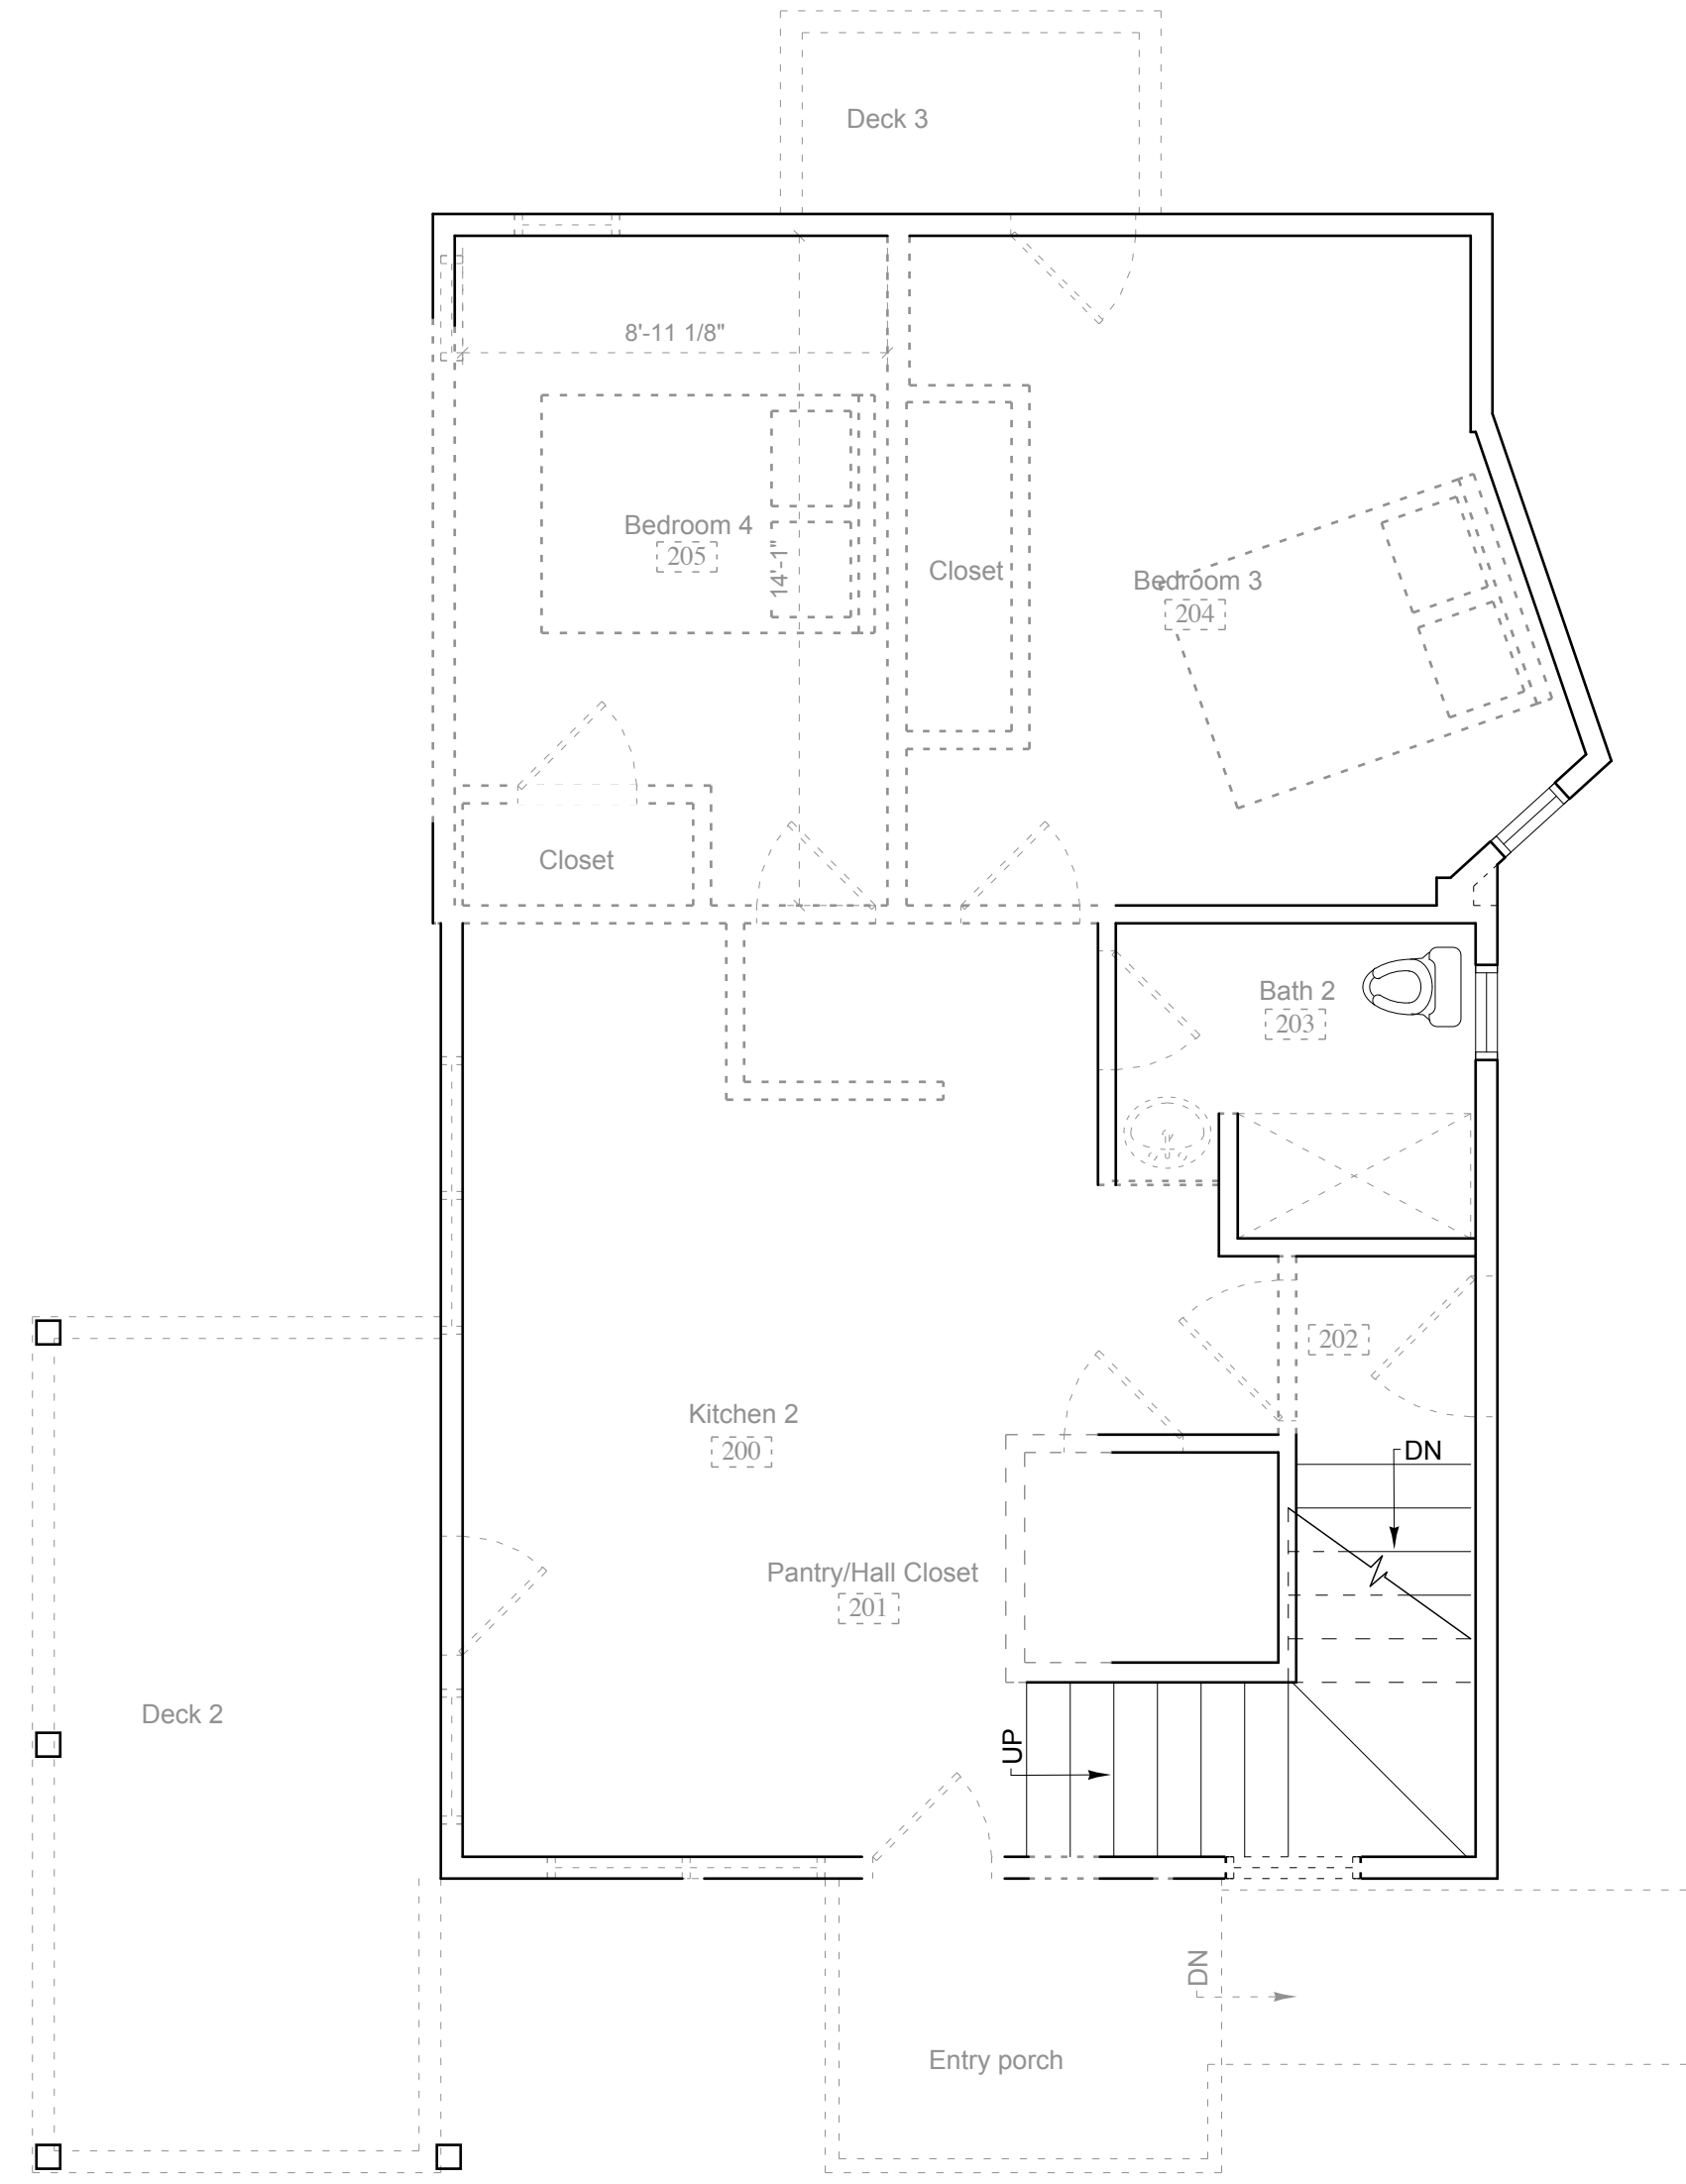 Deck 3
8'-11 1/8"
Bedroom 4
205
14'-1"
Closet
Bedroom 3
204
Closet
Bath 2
203
202
Kitchen 2
200
DN
Pantry/Hall Closet
201
Deck 2
UP
DN
Entry porch